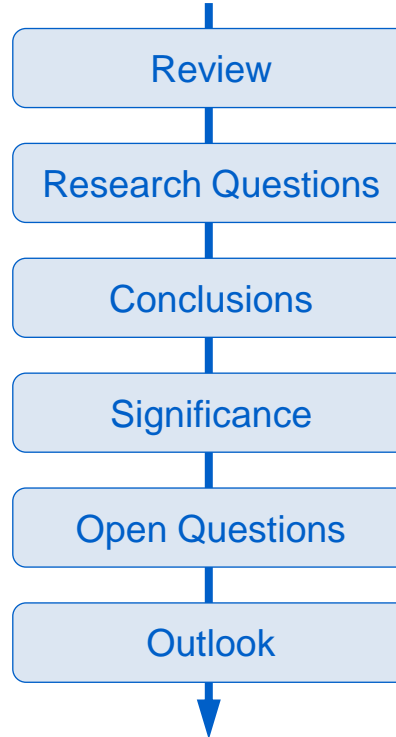 Review
Research Questions
Conclusions
Significance
Open Questions
Outlook